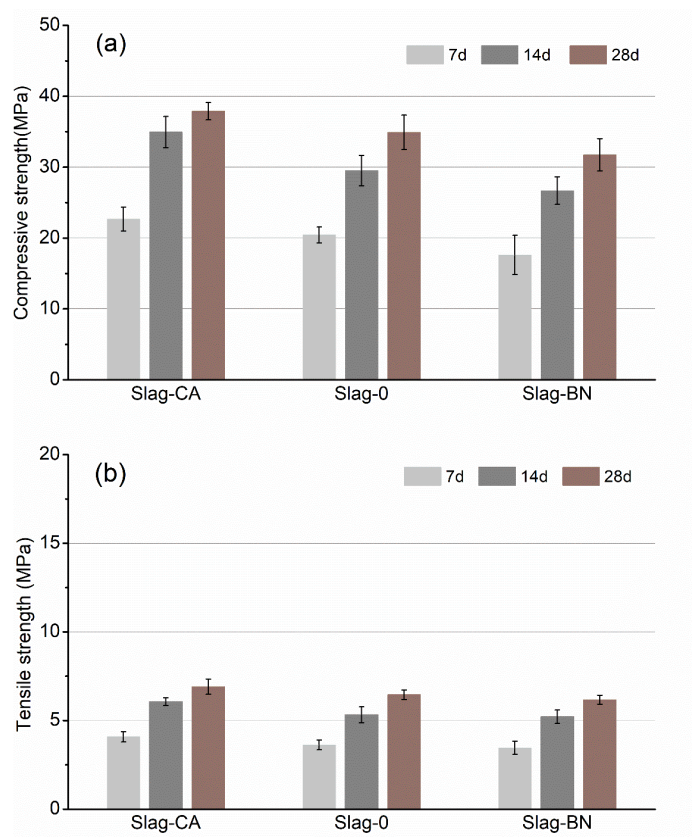 (a)
7d 14d 28d
Compressive strength(MPa)
50
40
30
20
10
0
Slag-CA Slag-0 Slag-BN
(b)
7d 14d 28d
Tensile strength (MPa)
20
15
10
5
0
Slag-CA Slag-0 Slag-BN